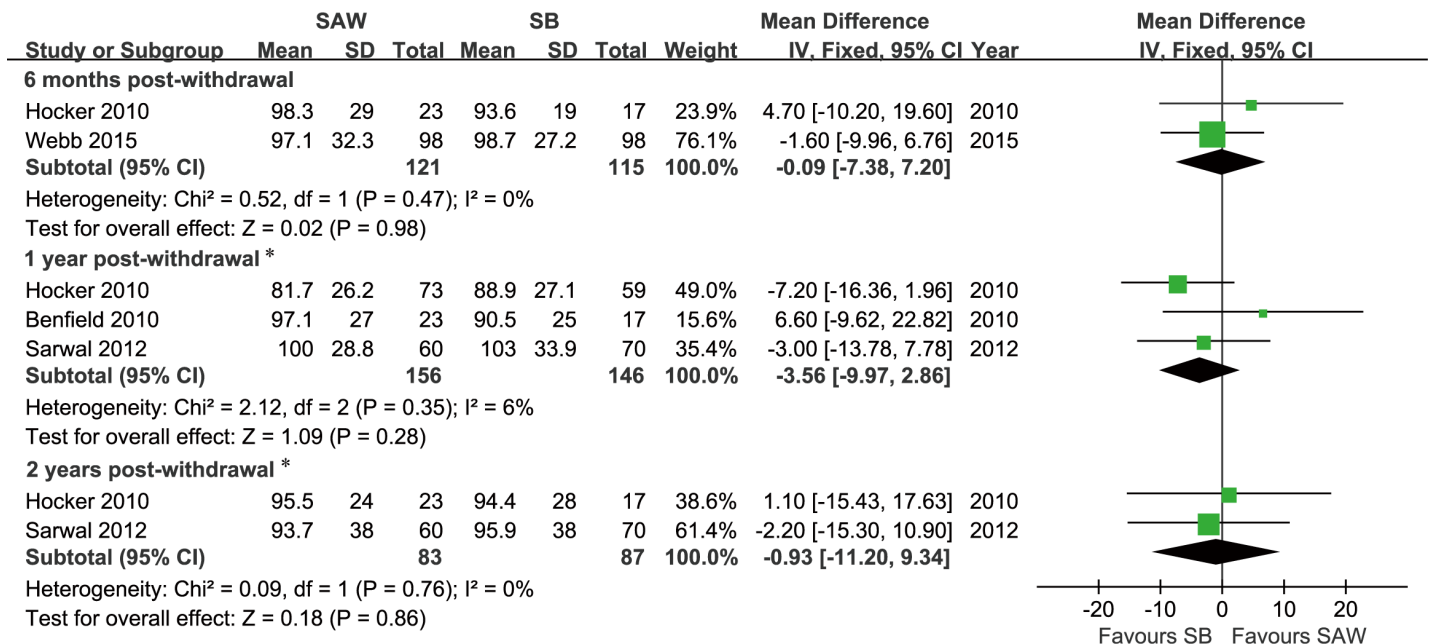 SAW SB Mean Difference Mean Difference
Study or Subgroup Mean SD Total Mean SD Total Weight IV, Fixed, 95% CI Year IV, Fixed, 95% CI
6 months post-withdrawal
Hocker 2010 98.3 29 23 93.6 19 17 23.9% 4.70 [-10.20, 19.60] 2010
Webb 2015 97.1 32.3 98 98.7 27.2 98 76.1% -1.60 [-9.96, 6.76] 2015
Subtotal (95% CI) 121 115 100.0% -0.09 [-7.38, 7.20]
Heterogeneity: Chi² = 0.52, df = 1 (P = 0.47); I² = 0%
Test for overall effect: Z = 0.02 (P = 0.98)
1 year post-withdrawal *
Hocker 2010 81.7 26.2 73 88.9 27.1 59 49.0% -7.20 [-16.36, 1.96] 2010
Benfield 2010 97.1 27 23 90.5 25 17 15.6% 6.60 [-9.62, 22.82] 2010
Sarwal 2012 100 28.8 60 103 33.9 70 35.4% -3.00 [-13.78, 7.78] 2012
Subtotal (95% CI) 156 146 100.0% -3.56 [-9.97, 2.86]
Heterogeneity: Chi² = 2.12, df = 2 (P = 0.35); I² = 6%
Test for overall effect: Z = 1.09 (P = 0.28)
2 years post-withdrawal *
Hocker 2010 95.5 24 23 94.4 28 17 38.6% 1.10 [-15.43, 17.63] 2010
Sarwal 2012 93.7 38 60 95.9 38 70 61.4% -2.20 [-15.30, 10.90] 2012
Subtotal (95% CI) 83 87 100.0% -0.93 [-11.20, 9.34]
Heterogeneity: Chi² = 0.09, df = 1 (P = 0.76); I² = 0%
Test for overall effect: Z = 0.18 (P = 0.86)
-20 -10 0 10 20
Favours SB Favours SAW